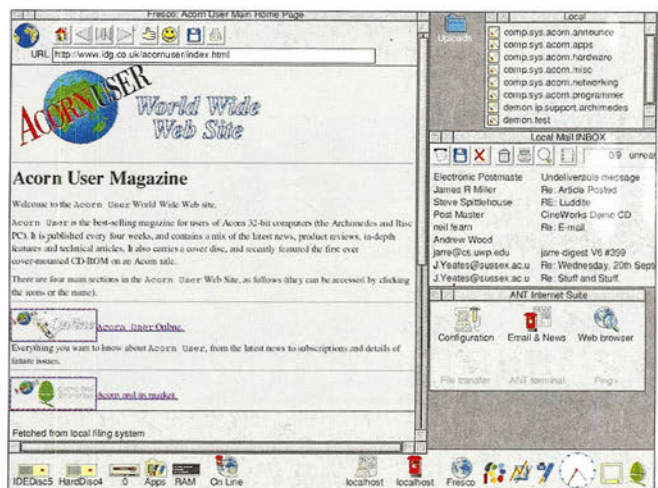 Fresco: Acorn User Main Home Page
URL http://www.idg.co.uk/acornuser/index.html
ACORN USER
World Wide
Web Site
Acorn User Magazine
Welcome to the Acorn User World Wide Web site.
Acorn User is the best-selling magazine for users of Acorn 32-bit computers (the Archimedes and Risc
PC). It is published every four weeks, and contains a mix of the latest news, product reviews, in-depth
features and technical articles. It also carries a cover disc, and recently featured the first ever
cover-mounted CD-ROM on an Acorn title.
There are four main sections in the Acorn User Web Site, as follows (they can be accessed by clicking
the icons or the name).
Online Acorn User Online.
Everything you want to know about Acorn User, from the latest news to subscriptions and details of
future issues.
Acorn and its market.
Fetched from local filing system
Uploads
Local
comp.sys.acorn.announce
comp.sys.acorn.apps
comp.sys.acorn.hardware
comp.sys.acorn.misc
comp.sys.acorn.networking
comp.sys.acorn.programmer
demon.ip.support.archimedes
demon.test
Local Mail INBOX
0/9 unrea
Electronic Postmaste Undeliverable message
James R Miller Re: Article Posted
Steve Spittlehouse RE: Luddite
Post Master CineWorks Demo CD
neil fearn Re: E-mail
Andrew Wood
jarre@cs.uwp.edu jarre-digest V6 #399
J.Yeates@sussex.ac.u Re: Wednesday, 20th Sept
J.Yeates@sussex.ac.u Re: Stuff and Stuff.
ANT Internet Suite
Configuration Email & News Web browser
File transfer ANT terminal Ping
IDEDisc5 HardDisc4 :0 Apps RAM On Line localhost localhost Fresco